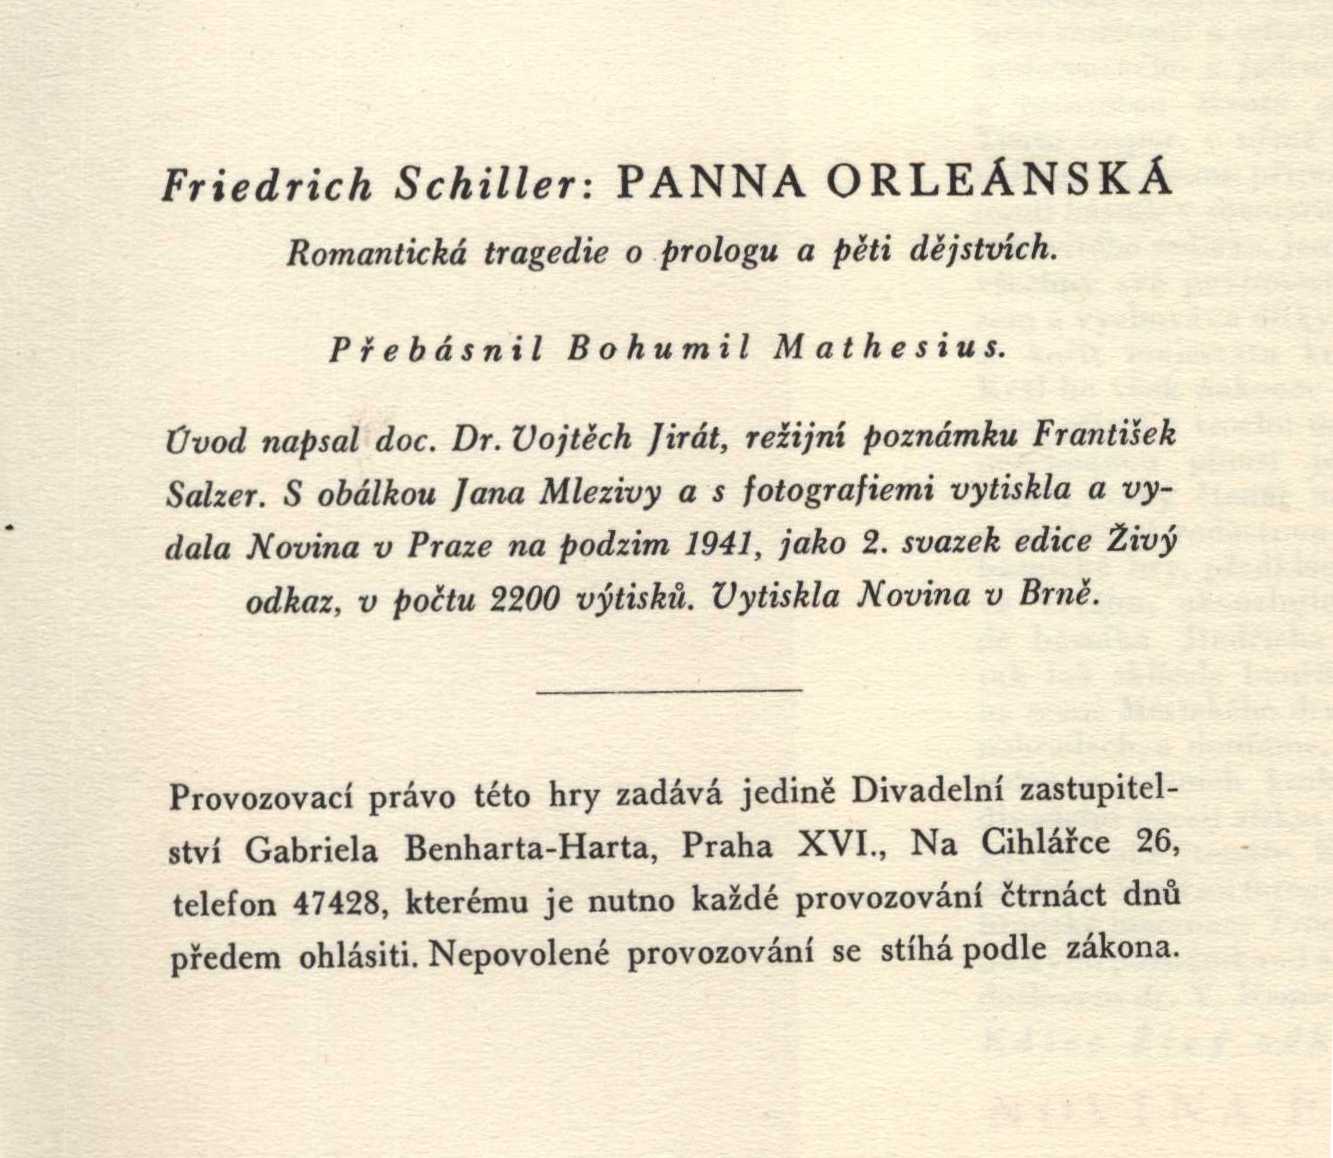 Friedrich Schiller: PANNA ORLEÁNSKÁ
Romantická tragedie o prologu a pěti dějstvích.
Přebásnil Bohumil Mathesius.
Úvod napsal doc. Dr. Vojtěch Jirát, režijní poznámku František
Salzer. S obálkou Jana Mlezivy a s fotografiemi vytiskla a vy-
dala Novina v Praze na podzim 1941, jako 2. svazek edice Živý
odkaz, v počtu 2200 výtisků. Vytiskla Novina v Brně.
Provozovací právo této hry zadává jedině Divadelní zastupitel-
ství Gabriela Benharta-Harta, Praha XVI., Na Cihlářce 26,
telefon 47428, kterému je nutno každé provozování čtrnáct dnů
předem ohlásiti. Nepovolené provozování se stíhá podle zákona.